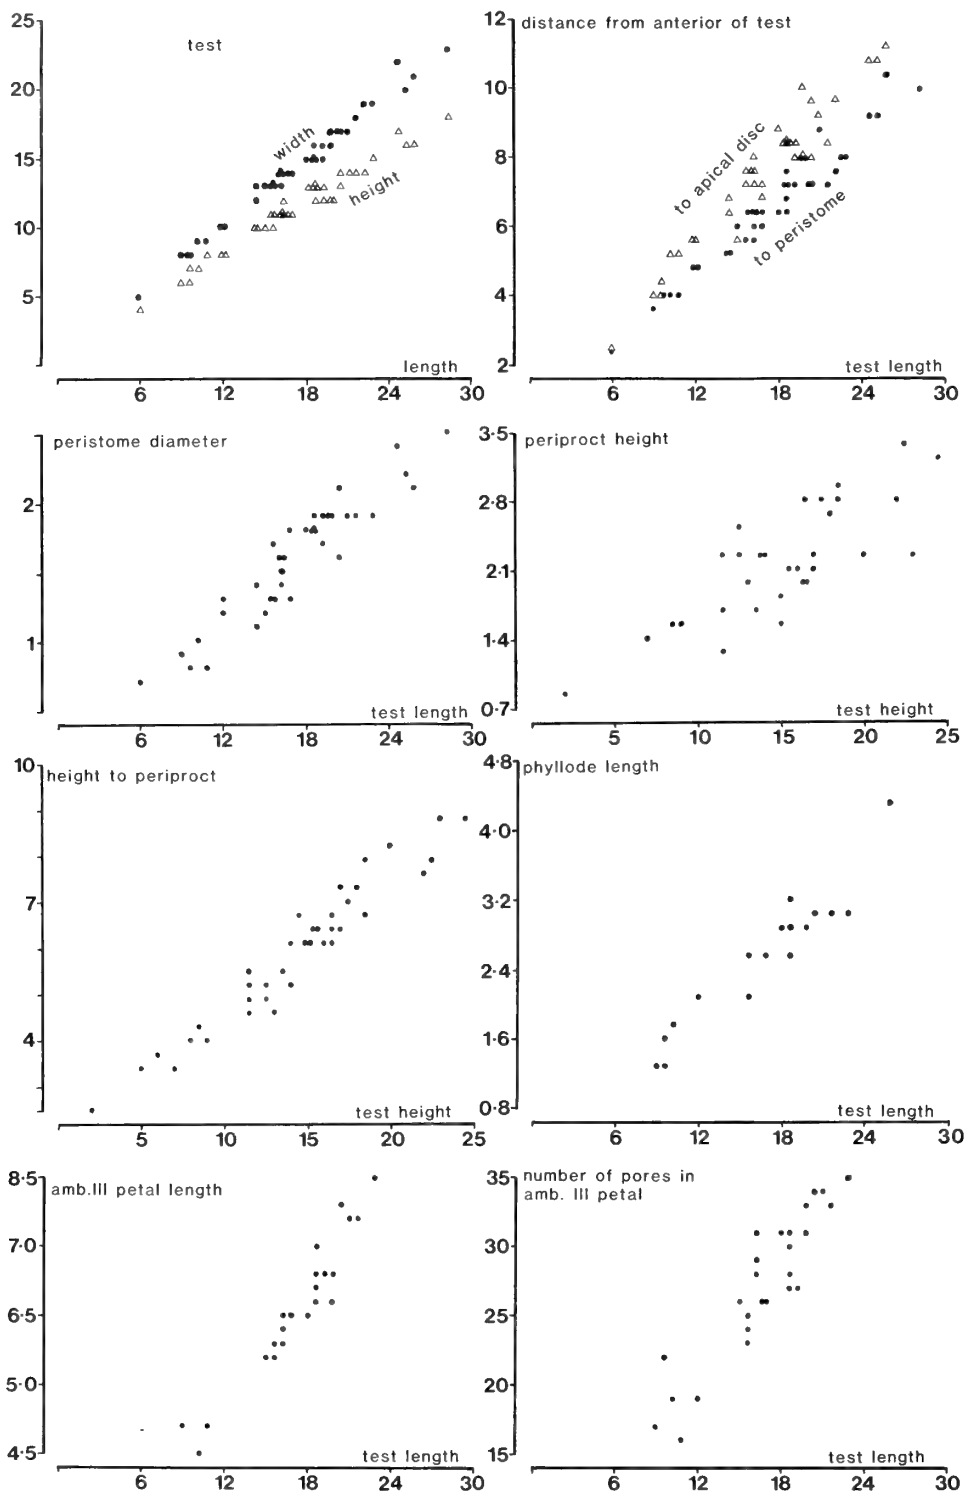 25
20
15
10
5
test
width
height
length
6 12 18 24 30
12
10
8
6
4
2
distance from anterior of test
to apical disc
to peristome
test length
6 12 18 24 30
2
1
peristome diameter
test length
6 12 18 24 30
3·5
2·8
2·1
1·4
0·7
periproct height
test height
5 10 15 20 25
10
7
4
height to periproct
test height
5 10 15 20 25
4·8
4·0
3·2
2·4
1·6
0·8
phyllode length
test length
6 12 18 24 30
8·5
7·0
6·5
5·0
4·5
amb.III petal length
test length
6 12 18 24 30
35
30
25
20
15
number of pores in
amb. III petal
test length
6 12 18 24 30